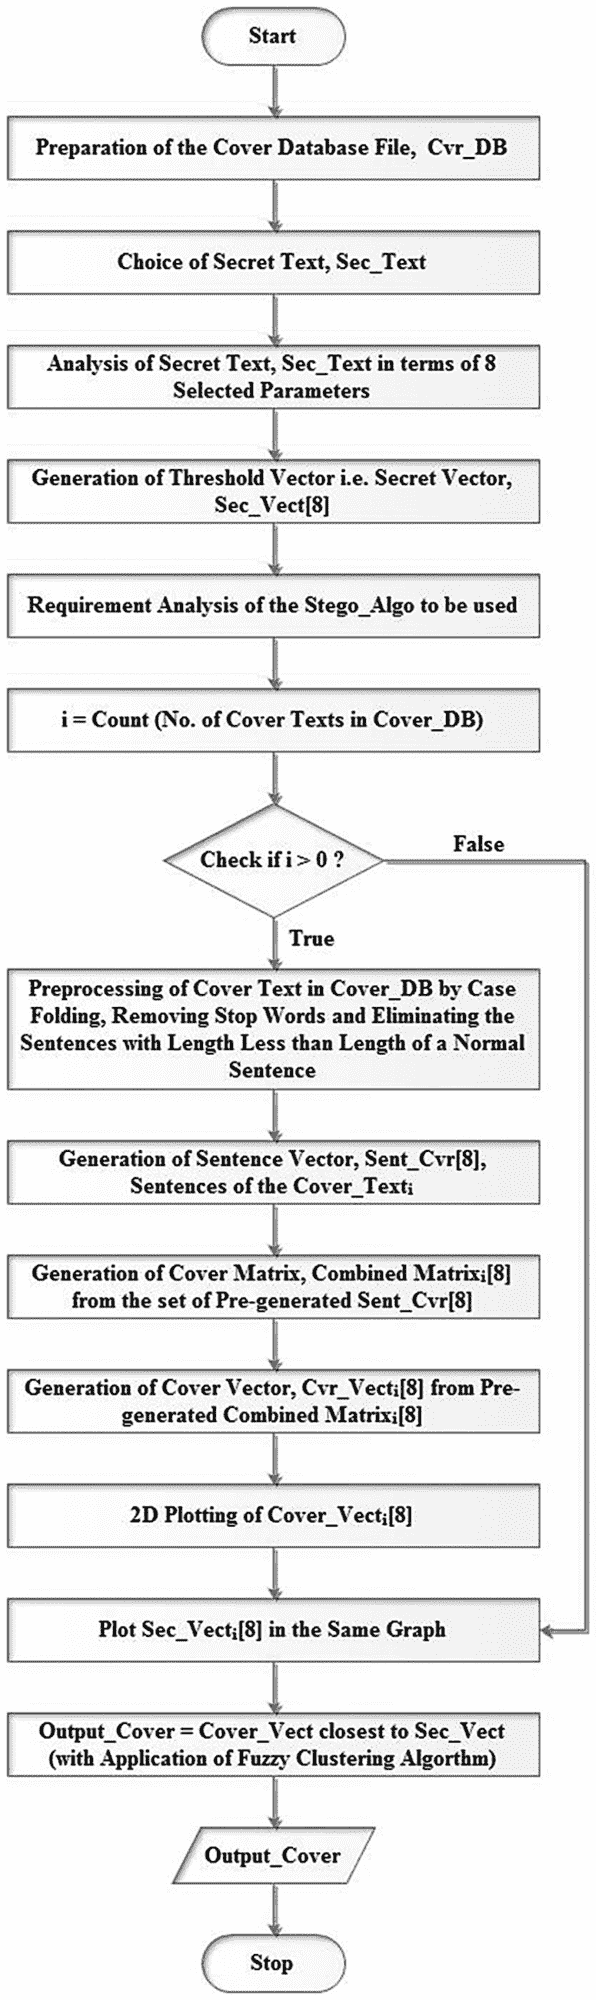 Start
Preparation of the Cover Database File, Cvr_DB
Choice of Secret Text, Sec_Text
Analysis of Secret Text, Sec_Text in terms of 8
Selected Parameters
Generation of Threshold Vector i.e. Secret Vector,
Sec_Vect[8]
Requirement Analysis of the Stego_Algo to be used
i = Count (No. of Cover Texts in Cover_DB)
Check if i > 0 ?
False
True
Preprocessing of Cover Text in Cover_DB by Case
Folding, Removing Stop Words and Eliminating the
Sentences with Length Less than Length of a Normal
Sentence
Generation of Sentence Vector, Sent_Cvr[8],
Sentences of the Cover_Textᵢ
Generation of Cover Matrix, Combined Matrixᵢ[8]
from the set of Pre-generated Sent_Cvr[8]
Generation of Cover Vector, Cvr_Vectᵢ[8] from Pre-
generated Combined Matrixᵢ[8]
2D Plotting of Cover_Vectᵢ[8]
Plot Sec_Vectᵢ[8] in the Same Graph
Output_Cover = Cover_Vect closest to Sec_Vect
(with Application of Fuzzy Clustering Algorthm)
Output_Cover
Stop